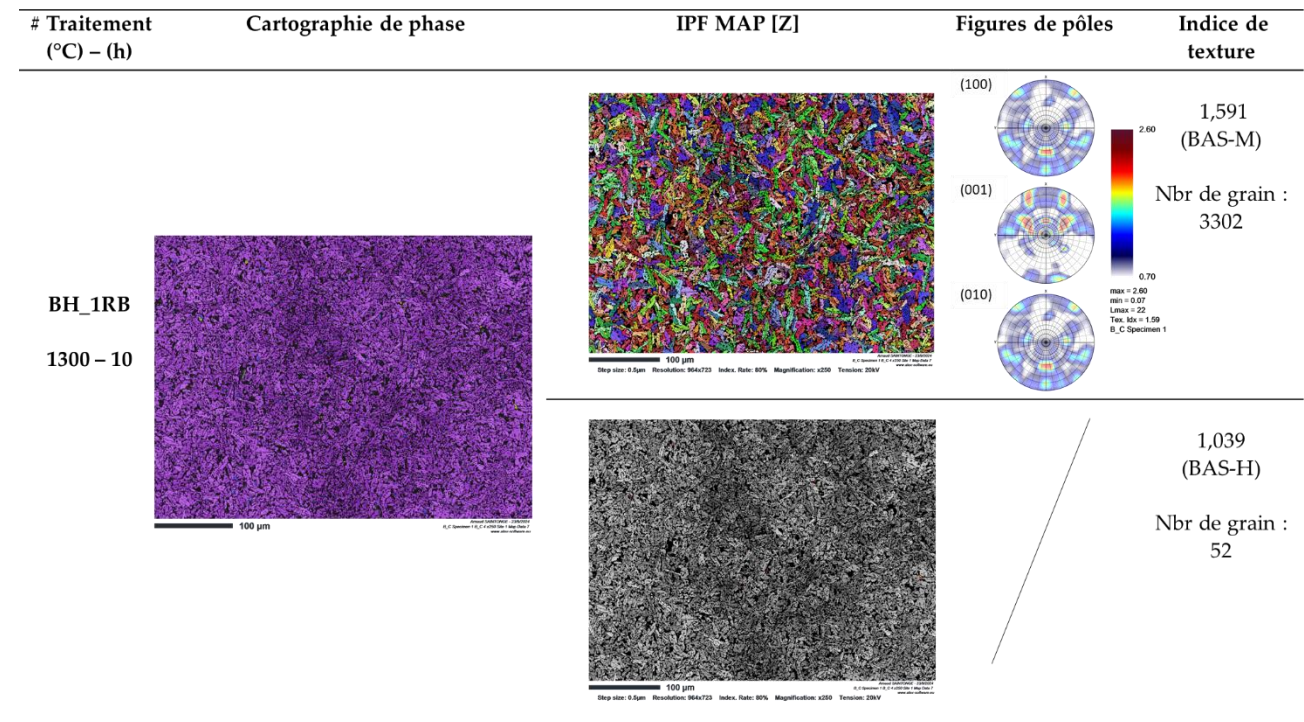 # Traitement
(°C) – (h)
Cartographie de phase
IPF MAP [Z]
Figures de pôles
Indice de
texture
BH_1RB
1300 – 10
100 µm
100 µm
Step size: 0.5µm Resolution: 964x723 Index. Rate: 60% Magnification: x250 Tension: 20kV
(100)
(001)
(010)
2.60
0.70
max = 2.60
min = 0.07
Lmax = 22
Tex. Idx = 1.59
B_C Specimen 1
1,591
(BAS-M)
Nbr de grain :
3302
100 µm
Step size: 0.5µm Resolution: 964x723 Index. Rate: 80% Magnification: x250 Tension: 20kV
1,039
(BAS-H)
Nbr de grain :
52